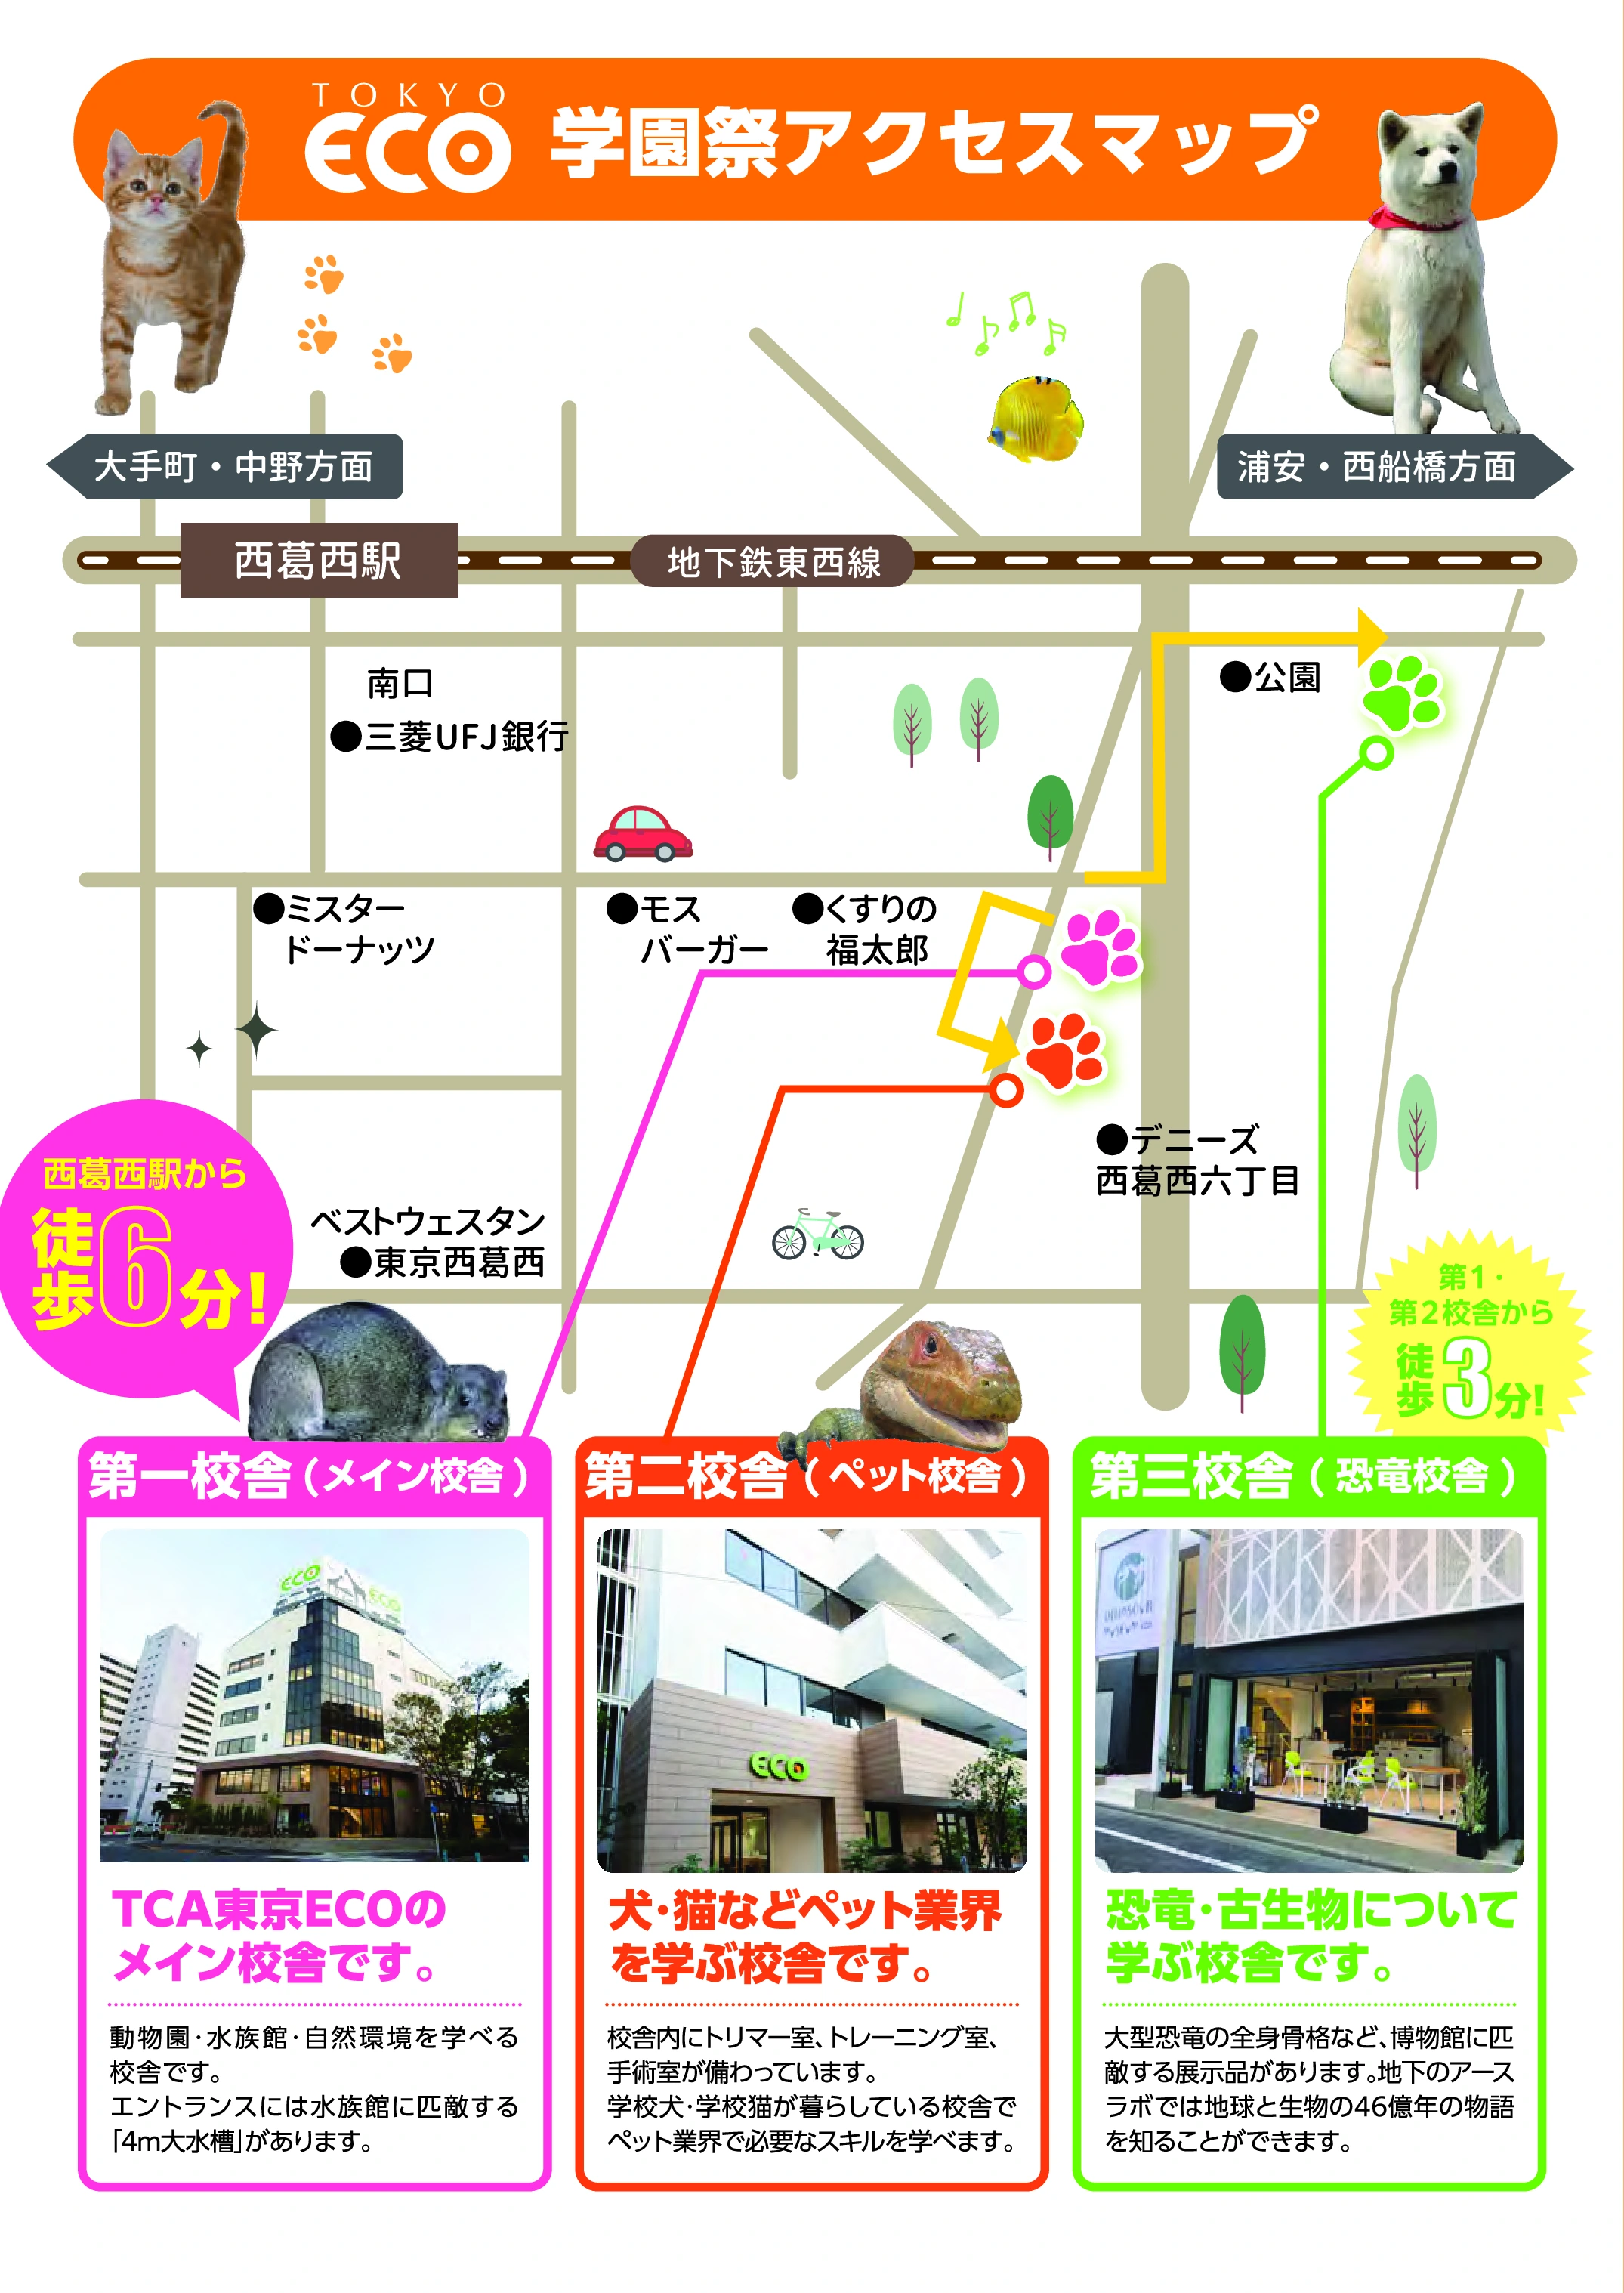 TOKYO
ECO 学園祭アクセスマップ
大手町・中野方面
浦安・西船橋方面
西葛西駅
地下鉄東西線
南口
●三菱UFJ銀行
●公園
●ミスター
ドーナッツ
●モス
バーガー
●くすりの
福太郎
●デニーズ
西葛西六丁目
ベストウェスタン
●東京西葛西
西葛西駅から
徒歩6分!
第1・
第2校舎から
徒歩3分!
第一校舎(メイン校舎)
ECO
ECO
TCA東京ECOの
メイン校舎です。
動物園・水族館・自然環境を学べる
校舎です。
エントランスには水族館に匹敵する
「4m大水槽」があります。
第二校舎(ペット校舎)
ECO
犬・猫などペット業界
を学ぶ校舎です。
校舎内にトリマー室、トレーニング室、
手術室が備わっています。
学校犬・学校猫が暮らしている校舎で
ペット業界で必要なスキルを学べます。
第三校舎(恐竜校舎)
恐竜・古生物について
学ぶ校舎です。
大型恐竜の全身骨格など、博物館に匹
敵する展示品があります。地下のアース
ラボでは地球と生物の46億年の物語
を知ることができます。